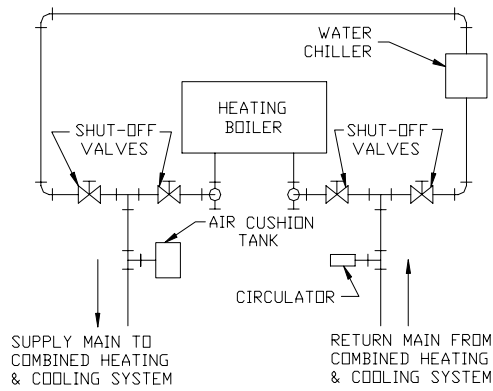 WATER
CHILLER
HEATING
BOILER
SHUT-OFF
VALVES
SHUT-OFF
VALVES
AIR CUSHION
TANK
CIRCULATOR
SUPPLY MAIN TO
COMBINED HEATING
& COOLING SYSTEM
RETURN MAIN FROM
COMBINED HEATING
& COOLING SYSTEM